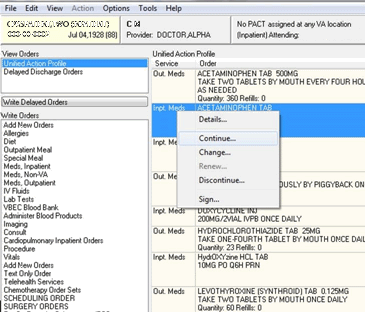 File Edit View Action Options Tools Help
C W
No PACT assigned at any VA location
Jul 04,1928 (88)
Provider: DOCTOR,ALPHA
(Inpatient) Attending:
View Orders
Unified Action Profile
Delayed Discharge Orders
Write Delayed Orders
Write Orders
Add New Orders
Allergies
Diet
Outpatient Meal
Special Meal
Meds, Inpatient
Meds, Non-VA
Meds, Outpatient
IV Fluids
Lab Tests
VBEC Blood Bank
Administer Blood Products
Imaging
Consult
Cardiopulmonary Inpatient Orders
Procedure
Vitals
Add New Orders
Text Only Order
Telehealth Services
Chemotherapy Order Sets
SCHEDULING ORDER
SURGERY ORDERS
Unified Action Profile
Service Order
Out. Meds ACETAMINOPHEN TAB 500MG
TAKE TWO TABLETS BY MOUTH EVERY FOUR HOU
AS NEEDED
Quantity: 360 Refills: 0
Inpt. Meds ACETAMINOPHEN TAB
Details...
Continue...
Change...
Renew...
Discontinue...
Sign...
Inpt. Me
Out. Me
OUSLY BY PIGGYBACK ON
Inpt. Meds DOXYCYCLINE INJ
200MG/2VIAL IVPB ONCE DAILY
Out. Meds HYDROCHLOROTHIAZIDE TAB 25MG
TAKE ONE-FOURTH TABLET BY MOUTH ONCE DAI
Quantity: 23 Refills: 0
Inpt. Meds HydrOXYzine HCL TAB
10MG PO Q6H PRN
Out. Meds LEVOTHYROXINE (SYNTHROID) TAB 0.125MG
TAKE TWO TABLETS BY MOUTH ONCE DAILY
Quantity: 60 Refills: 0